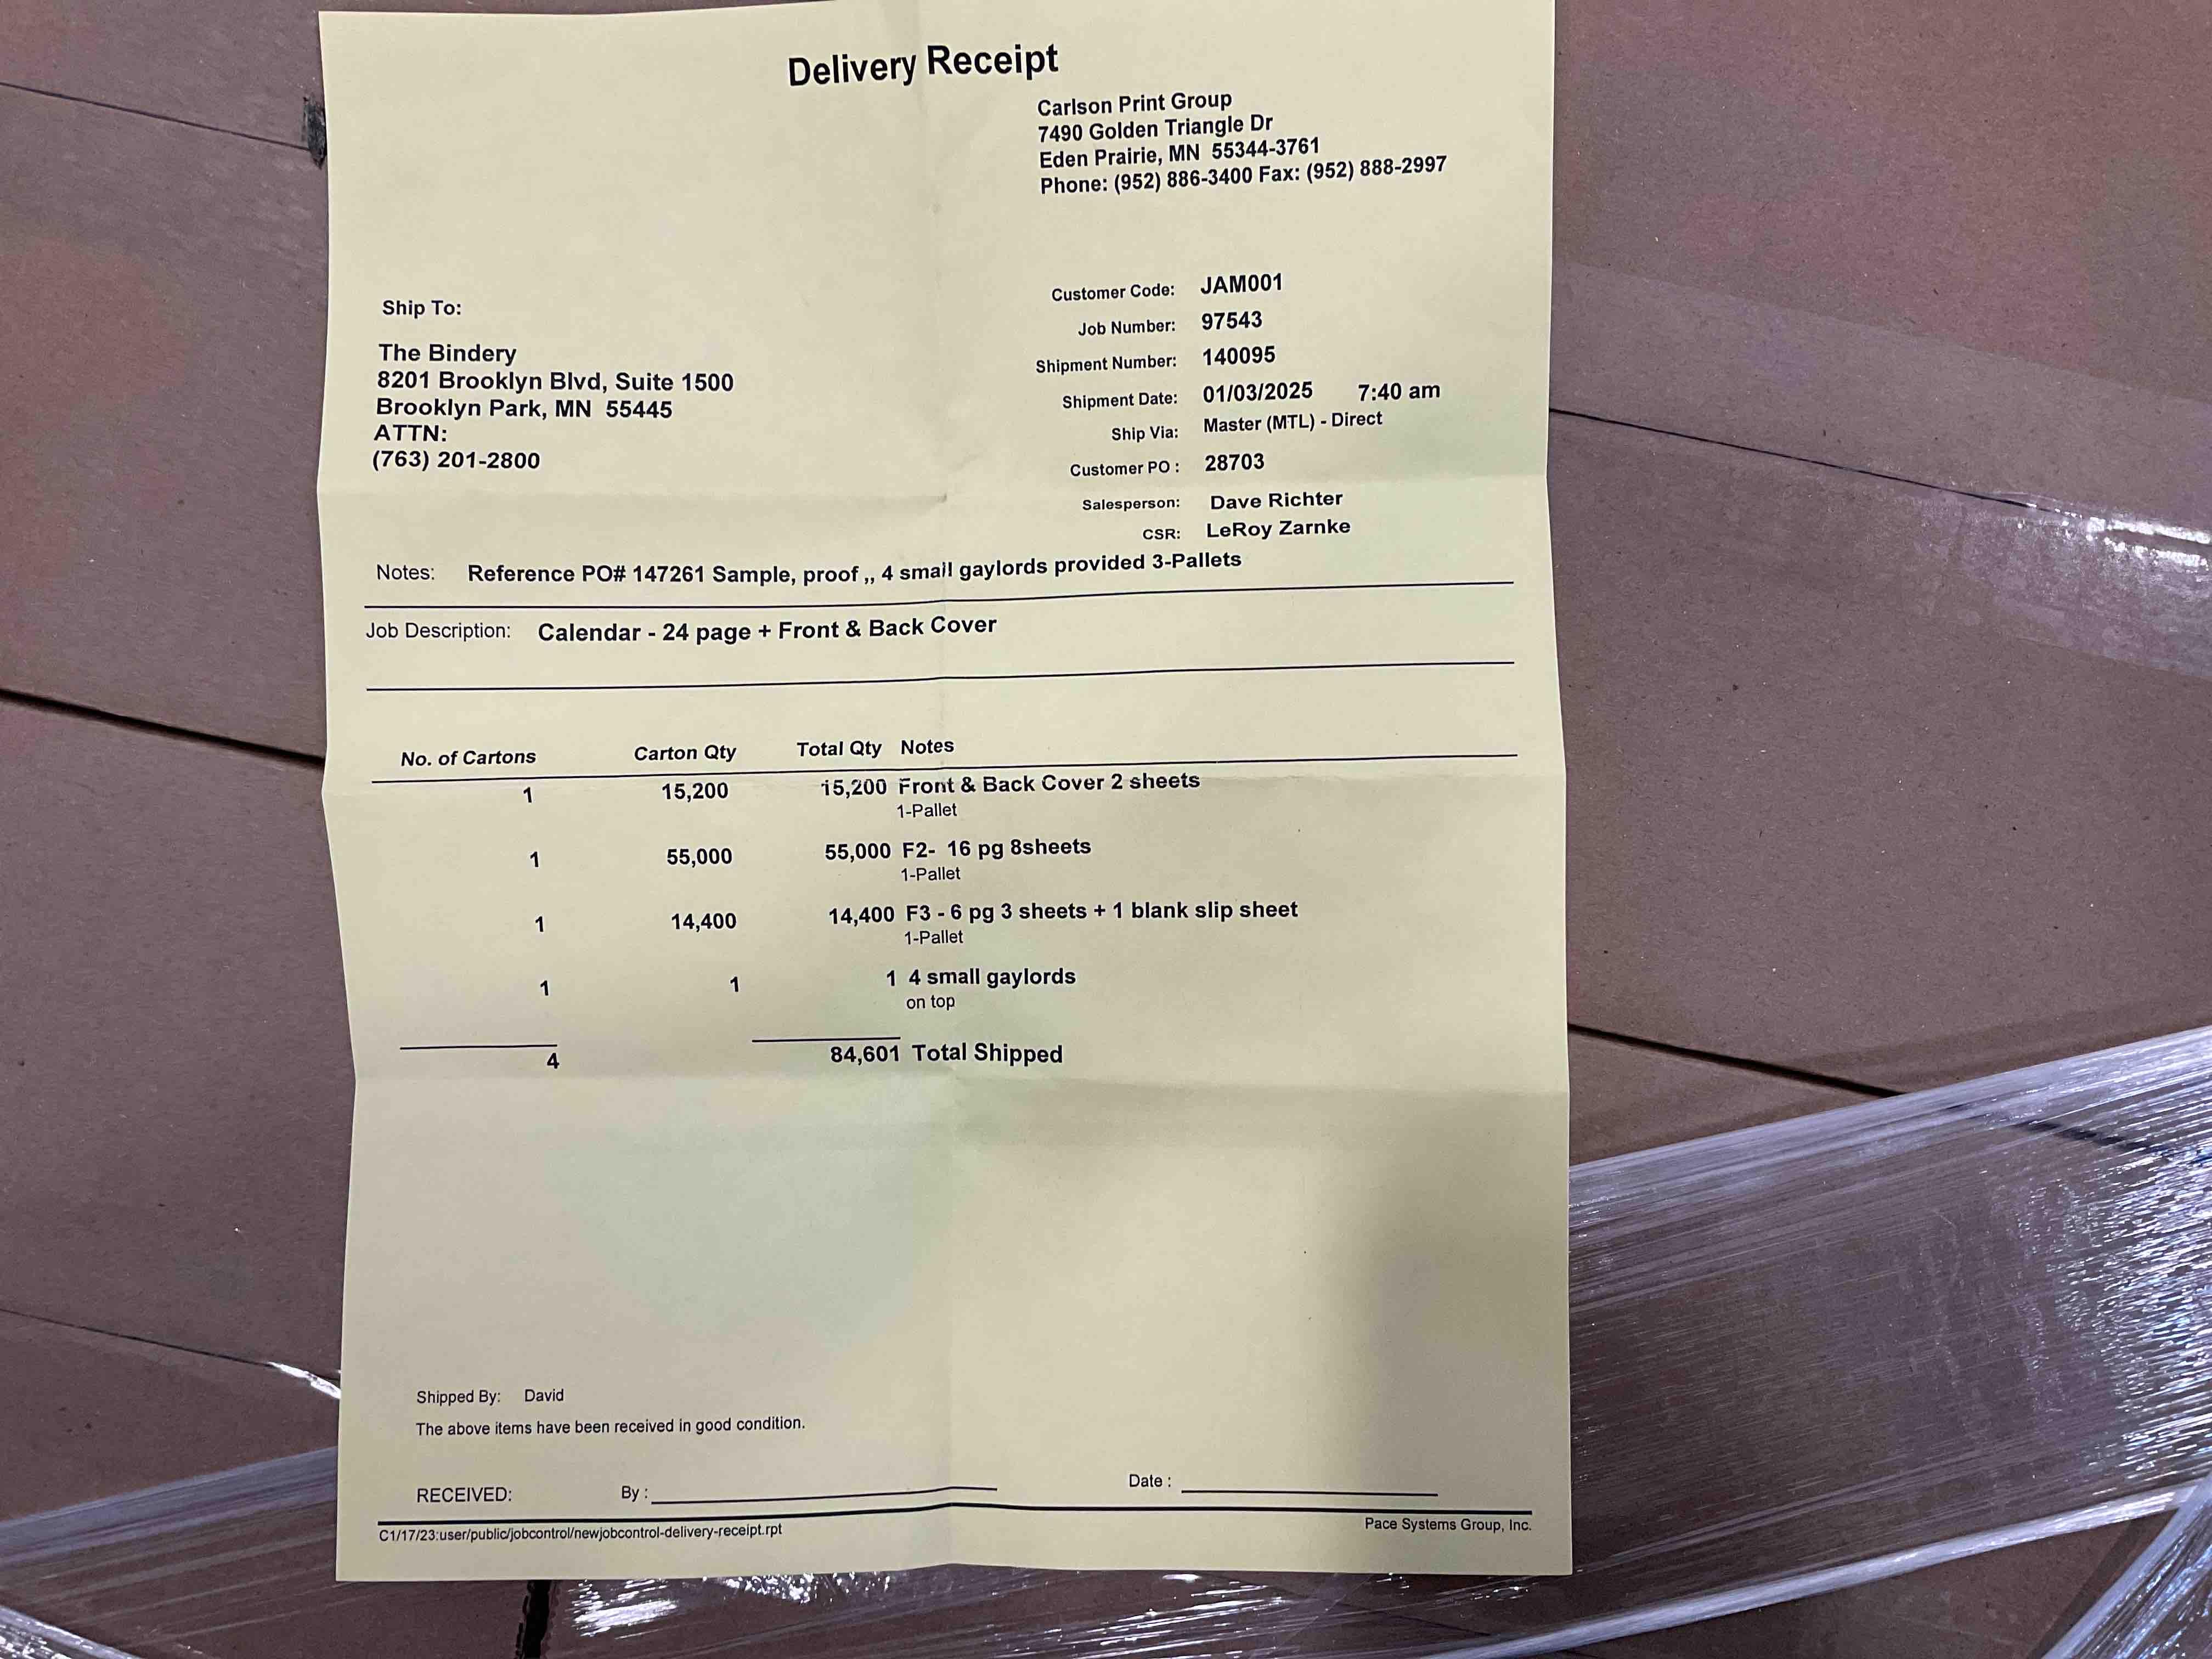 Delivery Receipt
Carlson Print Group
7490 Golden Triangle Dr
Eden Prairie, MN 55344-3761
Phone: (952) 886-3400 Fax: (952) 888-2997
Ship To:
The Bindery
8201 Brooklyn Blvd, Suite 1500
Brooklyn Park, MN 55445
ATTN:
(763) 201-2800
Customer Code: JAM001
Job Number: 97543
Shipment Number: 140095
Shipment Date: 01/03/2025 7:40 am
Ship Via: Master (MTL) - Direct
Customer PO : 28703
Salesperson: Dave Richter
CSR: LeRoy Zarnke
Notes: Reference PO# 147261 Sample, proof ,, 4 small gaylords provided 3-Pallets
Job Description: Calendar - 24 page + Front & Back Cover
No. of Cartons Carton Qty Total Qty Notes
1 15,200 15,200 Front & Back Cover 2 sheets
1-Pallet
1 55,000 55,000 F2- 16 pg 8sheets
1-Pallet
1 14,400 14,400 F3 - 6 pg 3 sheets + 1 blank slip sheet
1-Pallet
1 1 1 4 small gaylords
on top
4 84,601 Total Shipped
Shipped By: David
The above items have been received in good condition.
RECEIVED: By : Date :
C1/17/23:user/public/jobcontrol/newjobcontrol-delivery-receipt.rpt Pace Systems Group, Inc.